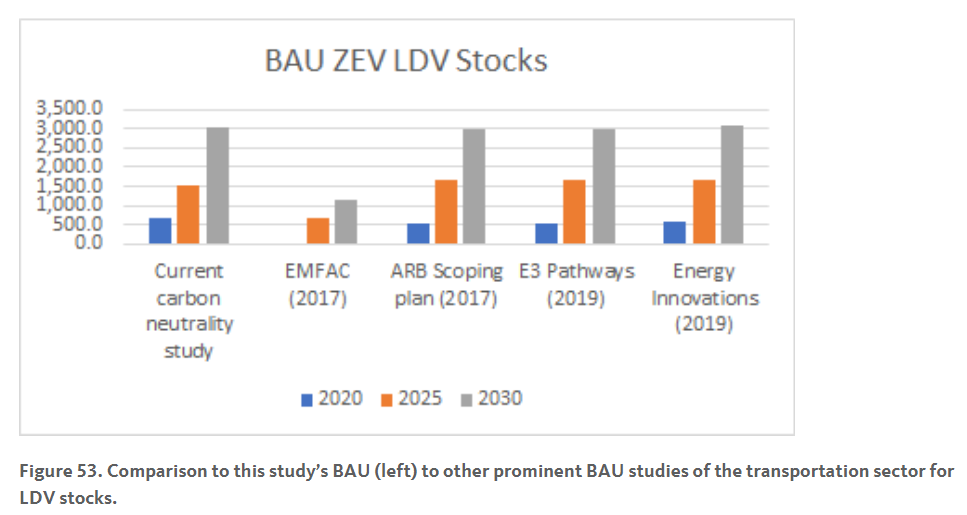 BAU ZEV LDV Stocks
3,500.0
3,000.0
2,500.0
2,000.0
1,500.0
1,000.0
500.0
0.0
Current
carbon
neutrality
study
EMFAC
(2017)
ARB Scoping
plan (2017)
E3 Pathways
(2019)
Energy
Innovations
(2019)
2020 2025 2030
Figure 53. Comparison to this study’s BAU (left) to other prominent BAU studies of the transportation sector for
LDV stocks.